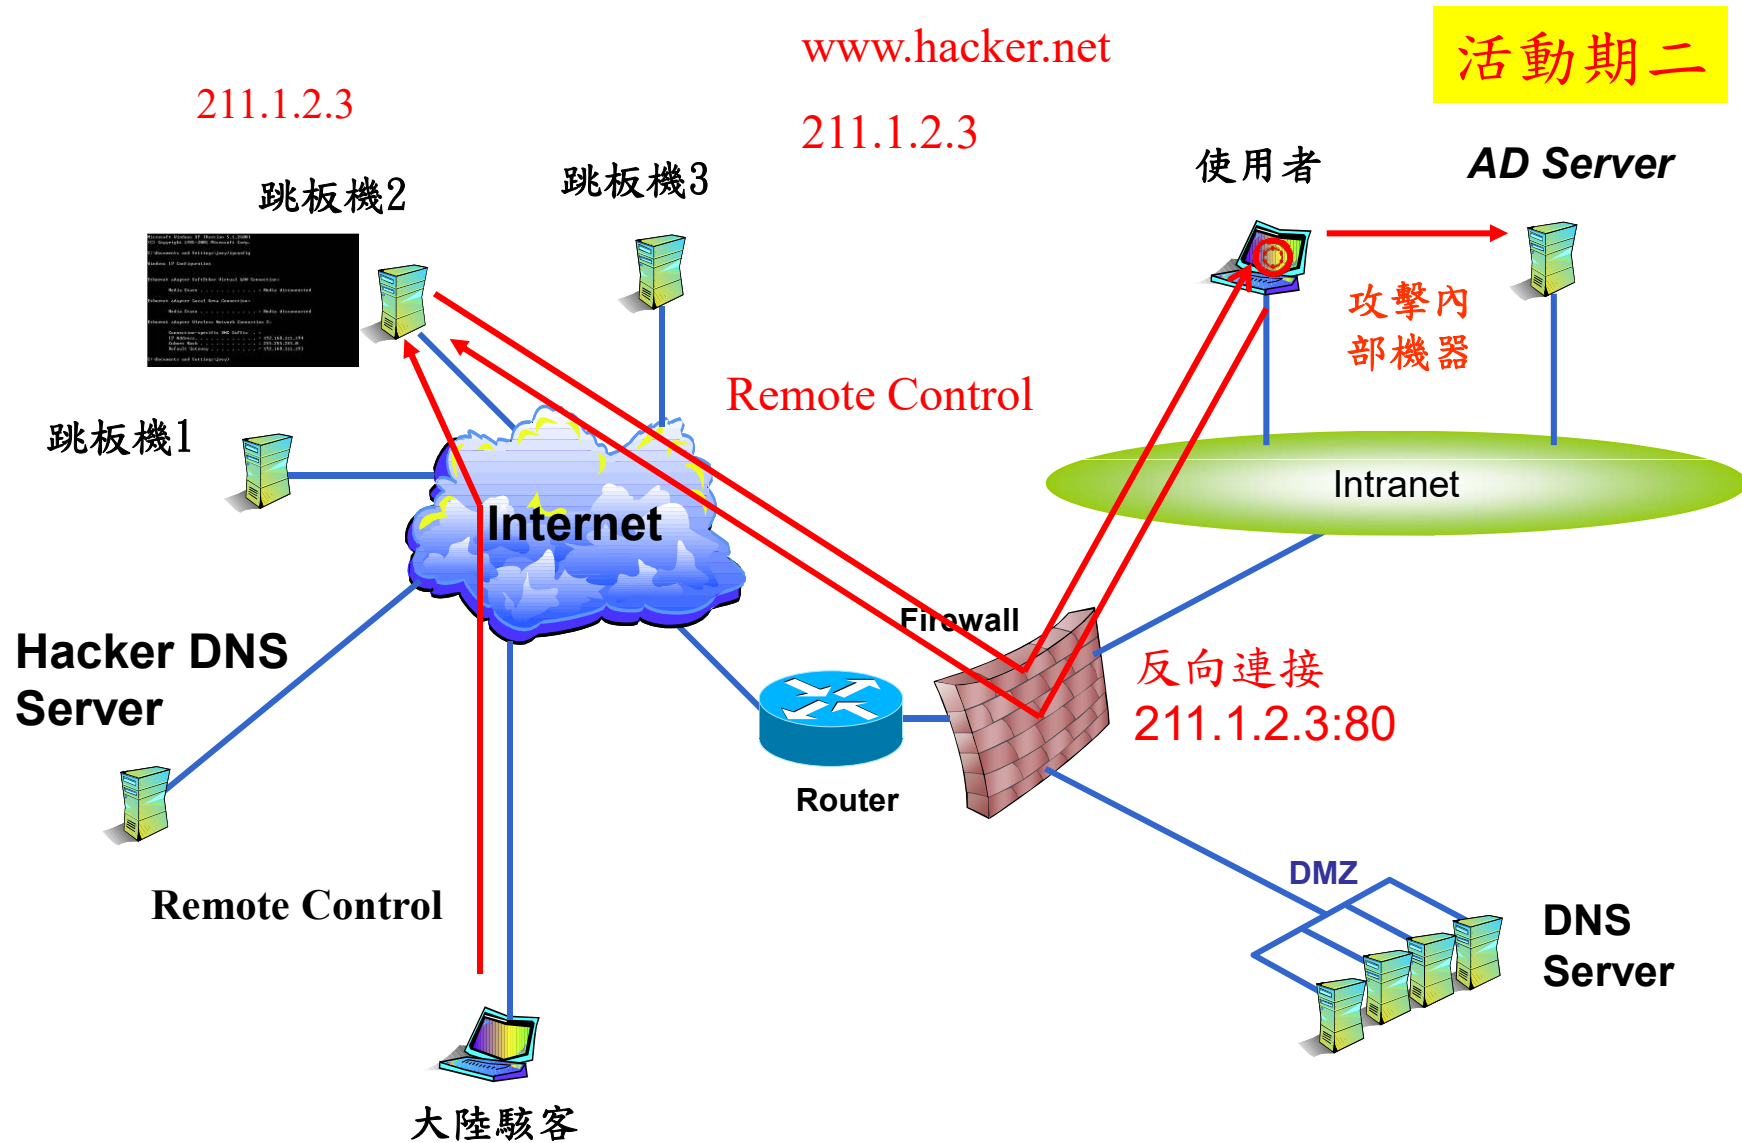 www.hacker.net
活動期二
211.1.2.3
211.1.2.3
使用者
AD Server
跳板機2
跳板機3
攻擊內
部機器
Remote Control
跳板機1
Intranet
Internet
Firewall
Hacker DNS
Server
反向連接
211.1.2.3:80
Router
DMZ
Remote Control
DNS
Server
大陸駭客